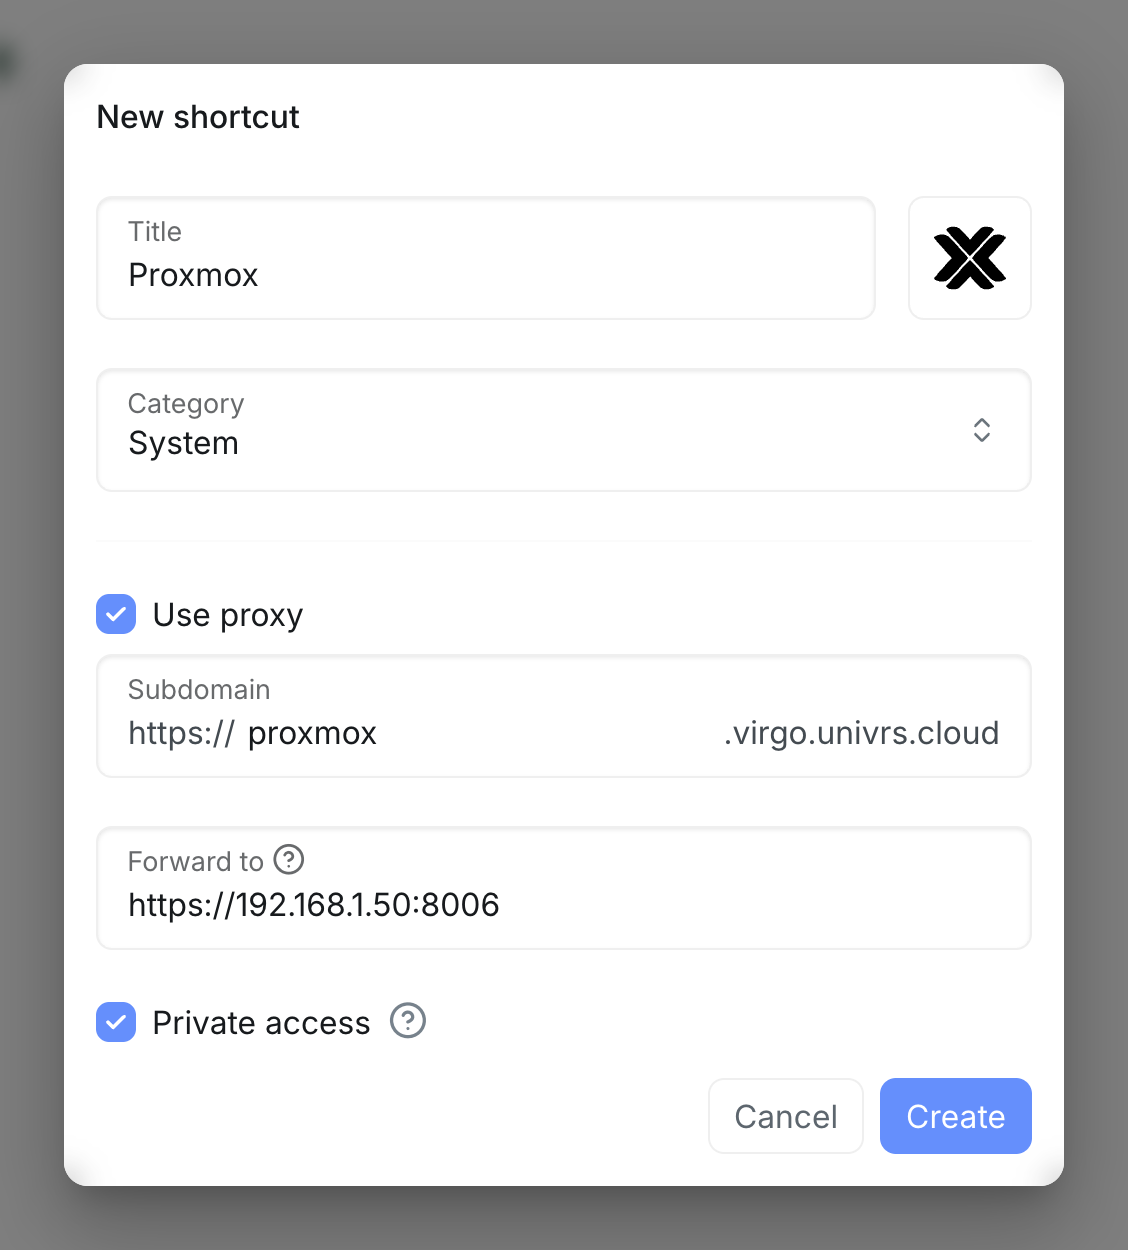 New shortcut
Title
Proxmox
Category
System
Use proxy
Subdomain
https:// proxmox .virgo.univrs.cloud
Forward to
https://192.168.1.50:8006
Private access
Cancel Create